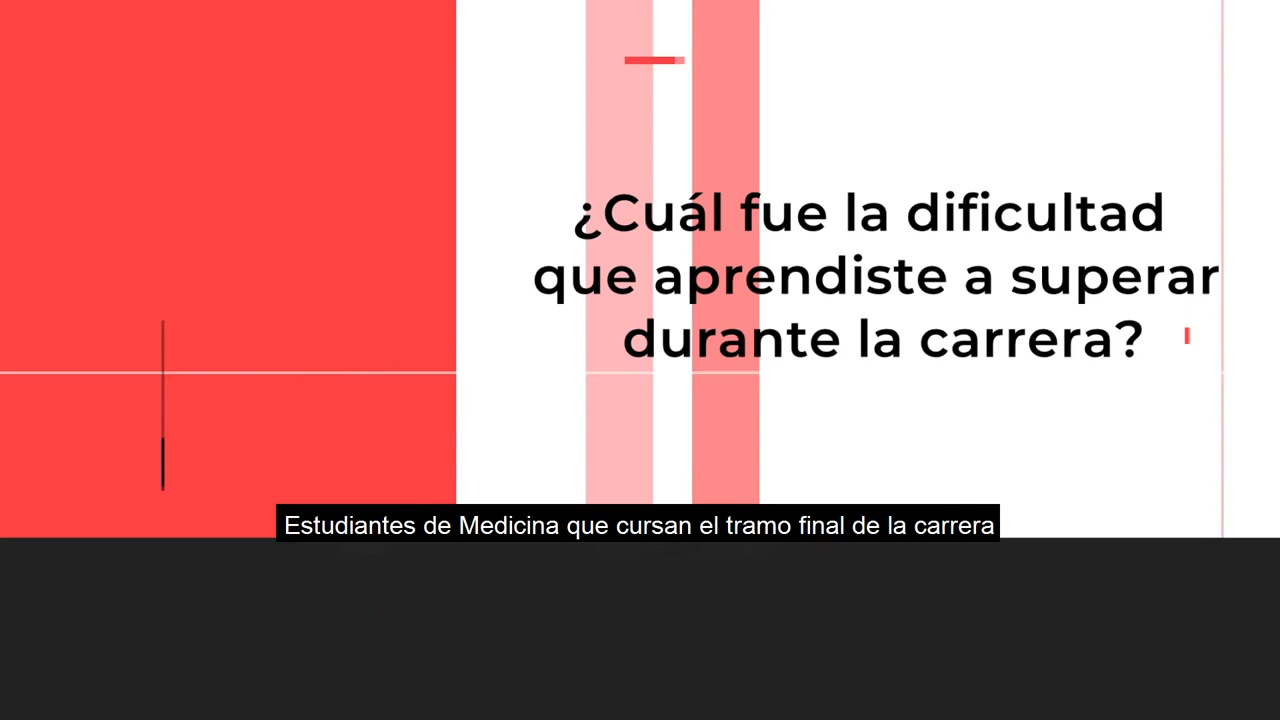 ¿Cuál fue la dificultad
que aprendiste a superar
durante la carrera?
Estudiantes de Medicina que cursan el tramo final de la carrera